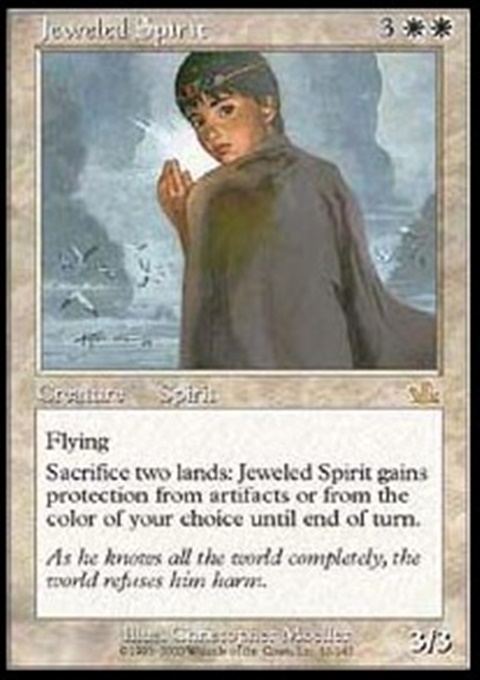 Jeweled Spirit 3
Creature Spirit
Flying
Sacrifice two lands: Jeweled Spirit gains
protection from artifacts or from the
color of your choice until end of turn.
As he knows all the world completely, the
world refuses him harm.
Illus. Christopher Moeller
3/3